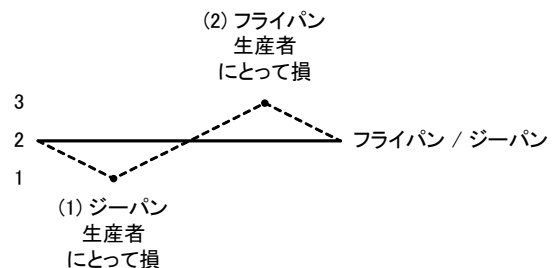 (2) フライパン
生産者
にとって損
3
2
フライパン / ジーパン
1
(1) ジーパン
生産者
にとって損